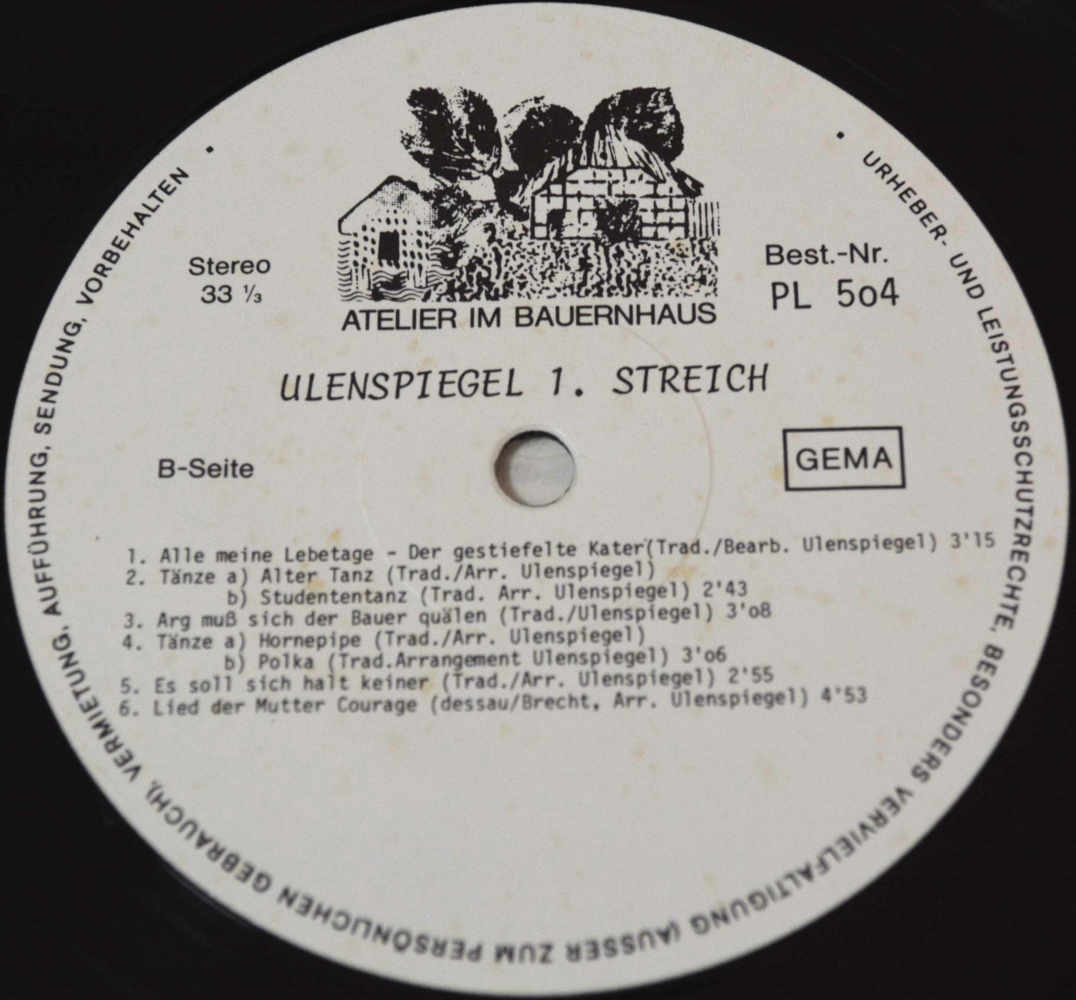 ATELIER IM BAUERNHAUS
Stereo
33 ⅓
Best.-Nr.
PL 5o4
ULENSPIEGEL 1. STREICH
B-Seite
GEMA
1. Alle meine Lebetage - Der gestiefelte Kater(Trad./Bearb. Ulenspiegel) 3'15
2. Tänze a) Alter Tanz (Trad./Arr. Ulenspiegel)
b) Studententanz (Trad. Arr. Ulenspiegel) 2'43
3. Arg muß sich der Bauer quälen (Trad./Ulenspiegel) 3'o8
4. Tänze a) Hornepipe (Trad./Arr. Ulenspiegel)
b) Polka (Trad.Arrangement Ulenspiegel) 3'o6
5. Es soll sich halt keiner (Trad./Arr. Ulenspiegel) 2'55
6. Lied der Mutter Courage (dessau/Brecht, Arr. Ulenspiegel) 4'53
• URHEBER- UND LEISTUNGSSCHUTZRECHTE, BESONDERS VERVIELFÄLTIGUNG (AUSSER ZUM PERSÖNLICHEN GEBRAUCH), VERMIETUNG, AUFFÜHRUNG, SENDUNG, VORBEHALTEN •